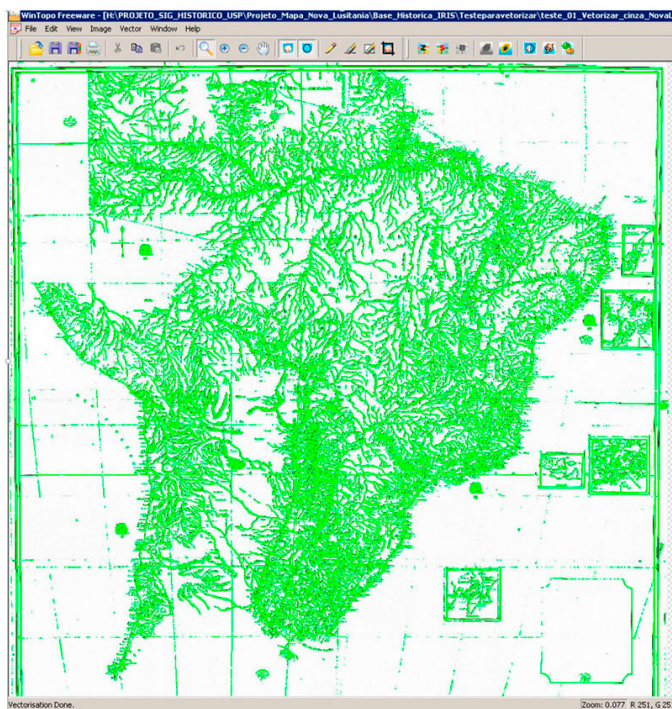 WinTopo Freeware - [H:\PROJETO_SIG_HISTORICO_USP\Projeto_Mapa_Nova_Lusitania\Base_Historica_IRIS\Testeparavetorizar\teste_01_Vetorizar_cinza_NovaL
File Edit View Image Vector Window Help
Vectorisation Done.
Zoom: 0.077 R 251, G 25